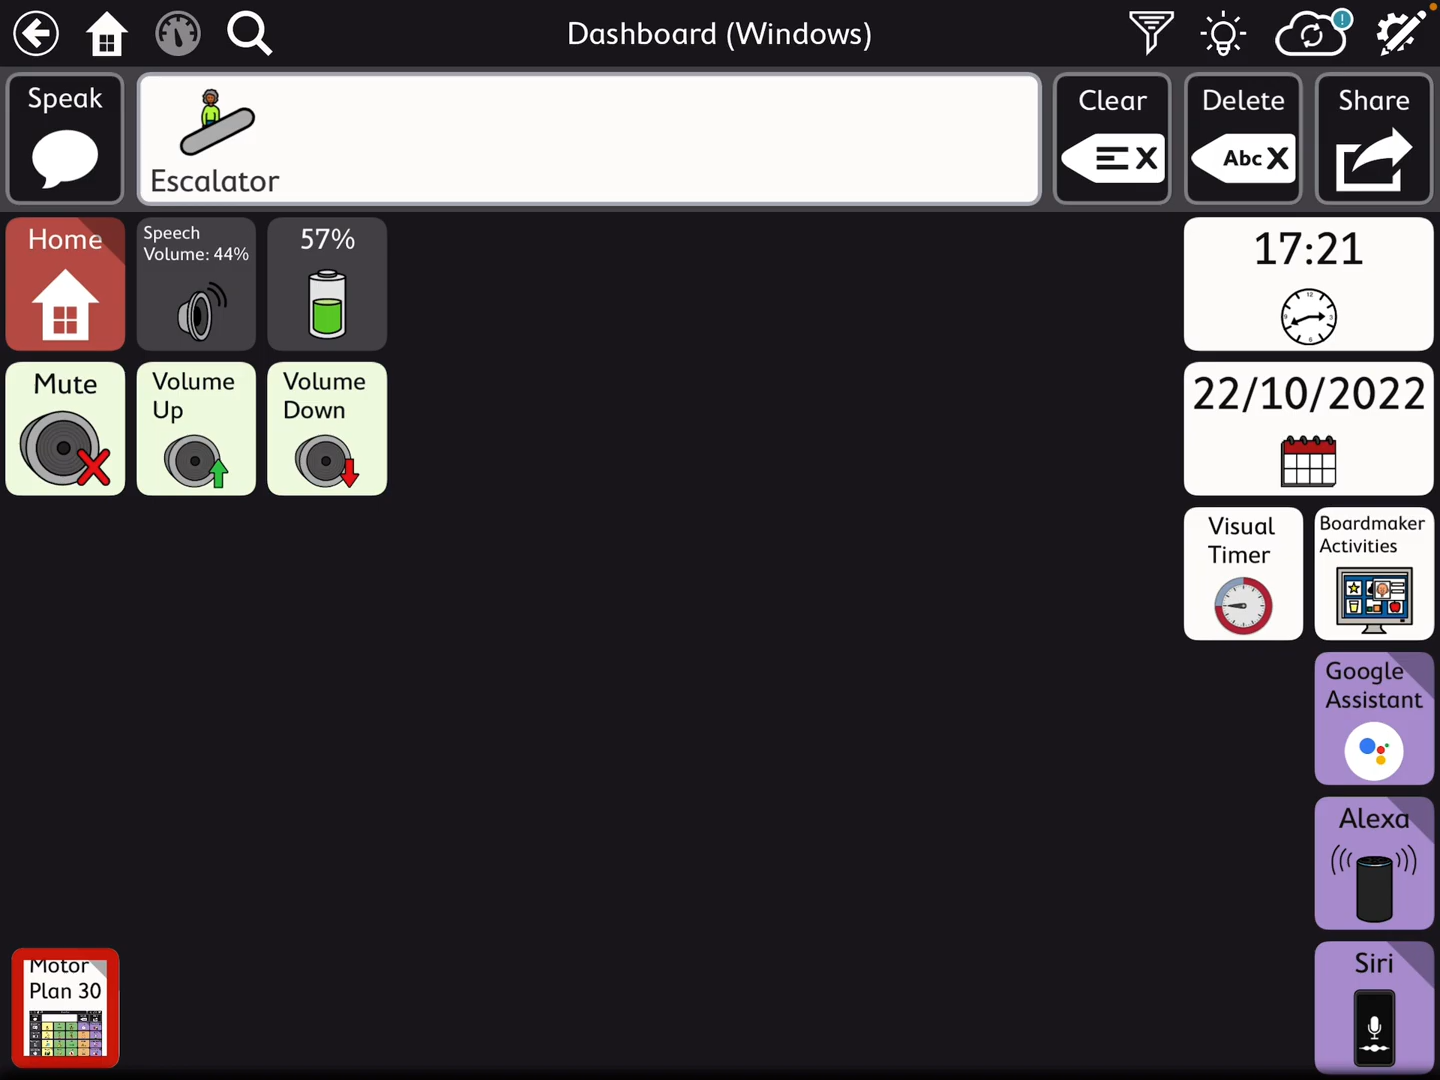 Dashboard (Windows)
Speak
Escalator
Clear
Delete
Abc X
Share
Home
Speech
Volume: 44%
57%
17:21
Mute
Volume
Up
Volume
Down
22/10/2022
Visual
Timer
Boardmaker
Activities
Google
Assistant
Alexa
Motor
Plan 30
Siri